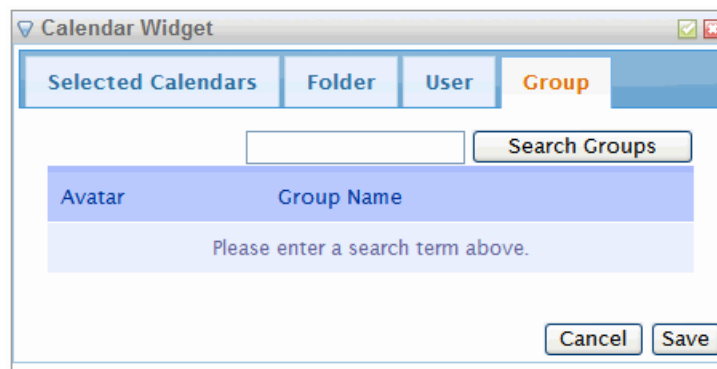 Calendar Widget
Selected Calendars Folder User Group
Search Groups
Avatar Group Name
Please enter a search term above.
Cancel Save